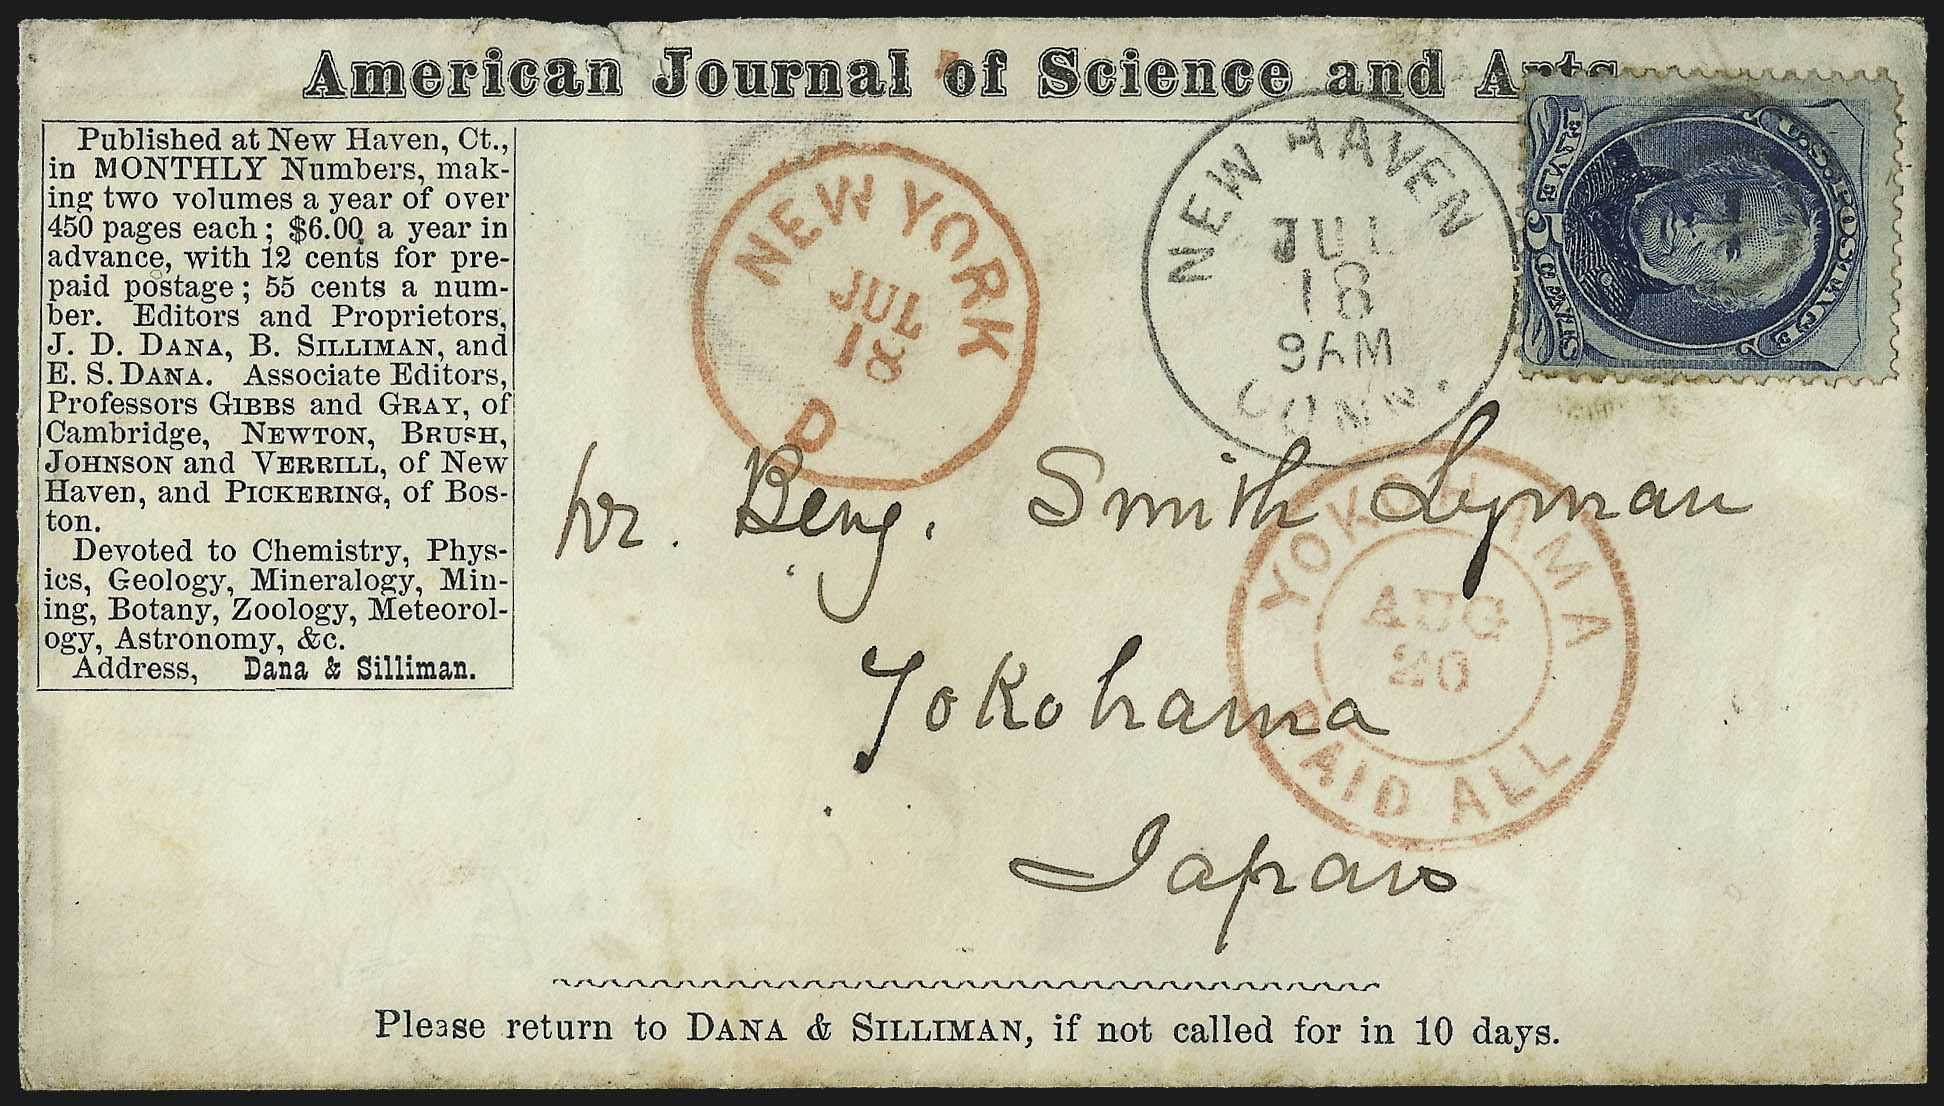 American Journal of Science and Arts
Published at New Haven, Ct.,
in MONTHLY Numbers, mak-
ing two volumes a year of over
450 pages each; $6.00 a year in
advance, with 12 cents for pre-
paid postage; 55 cents a num-
ber. Editors and Proprietors,
J. D. DANA, B. SILLIMAN, and
E. S. DANA. Associate Editors,
Professors GIBBS and GRAY, of
Cambridge, NEWTON, BRUSH,
JOHNSON and VERRILL, of New
Haven, and PICKERING, of Bos-
ton.
Devoted to Chemistry, Phys-
ics, Geology, Mineralogy, Min-
ing, Botany, Zoology, Meteorol-
ogy, Astronomy, &c.
Address, Dana & Silliman.
NEW YORK
JUL
18
P
NEW HAVEN
JUL
18
9AM
CONN.
U.S. POSTAGE
FIVE 5 CENTS
Benj. Smith Lyman
Yokohama
Japan
YOKOHAMA
AUG
20
PAID ALL
Please return to DANA & SILLIMAN, if not called for in 10 days.